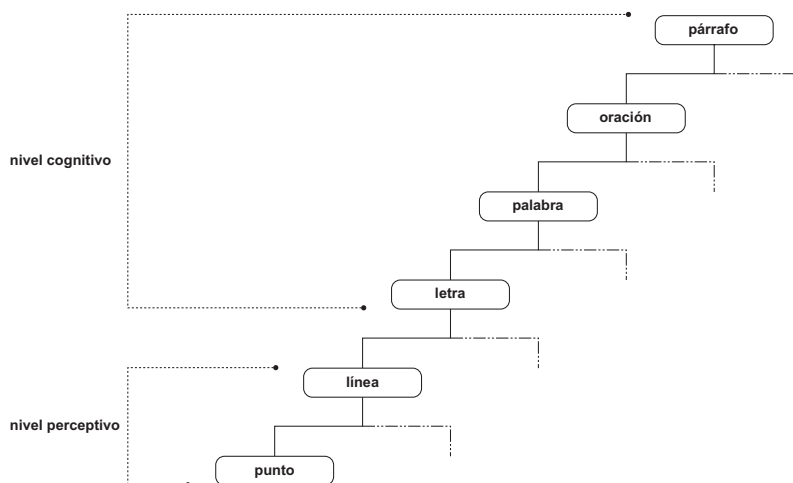 párrafo
oración
nivel cognitivo
palabra
letra
línea
nivel perceptivo
punto